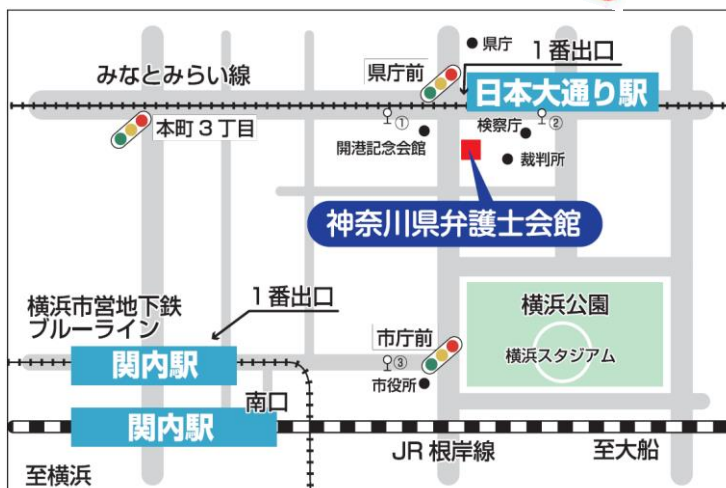 県庁
1番出口
みなとみらい線
県庁前
日本大通り駅
本町3丁目
①
②
開港記念会館
検察庁
裁判所
神奈川県弁護士会館
横浜市営地下鉄
ブルーライン
1番出口
横浜公園
横浜スタジアム
市庁前
③
市役所
関内駅
南口
関内駅
JR根岸線
至大船
至横浜